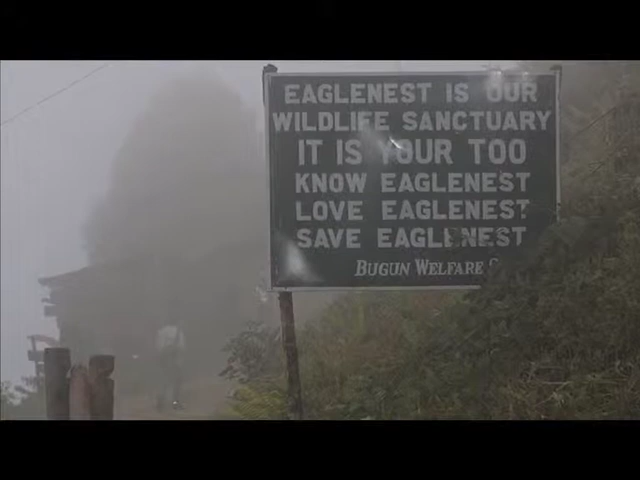 EAGLENEST IS OUR
WILDLIFE SANCTUARY
IT IS YOUR TOO
KNOW EAGLENEST
LOVE EAGLENEST
SAVE EAGLENEST
BUGUN WELFARE